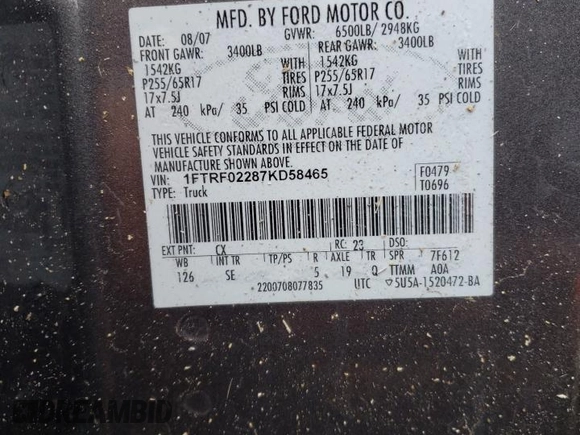 MFD. BY FORD MOTOR CO.
DATE: 08/07 GVWR: 6500LB/ 2948KG
FRONT GAWR: 3400LB REAR GAWR: 3400LB
1542KG WITH 1542KG WITH
P255/65R17 TIRES P255/65R17 TIRES
17x7.5J RIMS 17x7.5J RIMS
AT 240 kPa/ 35 PSI COLD AT 240 kPa/ 35 PSI COLD
THIS VEHICLE CONFORMS TO ALL APPLICABLE FEDERAL MOTOR
VEHICLE SAFETY STANDARDS IN EFFECT ON THE DATE OF
MANUFACTURE SHOWN ABOVE.
VIN: 1FTRF02287KD58465 F0479
TYPE: Truck T0696
EXT PNT: CX RC: 23 DSO:
WB INT TR TP/PS R AXLE TR SPR 7F612
126 SE 5 19 Q TTMM A0A
2200708077835 UTC 5U5A-1520472-BA